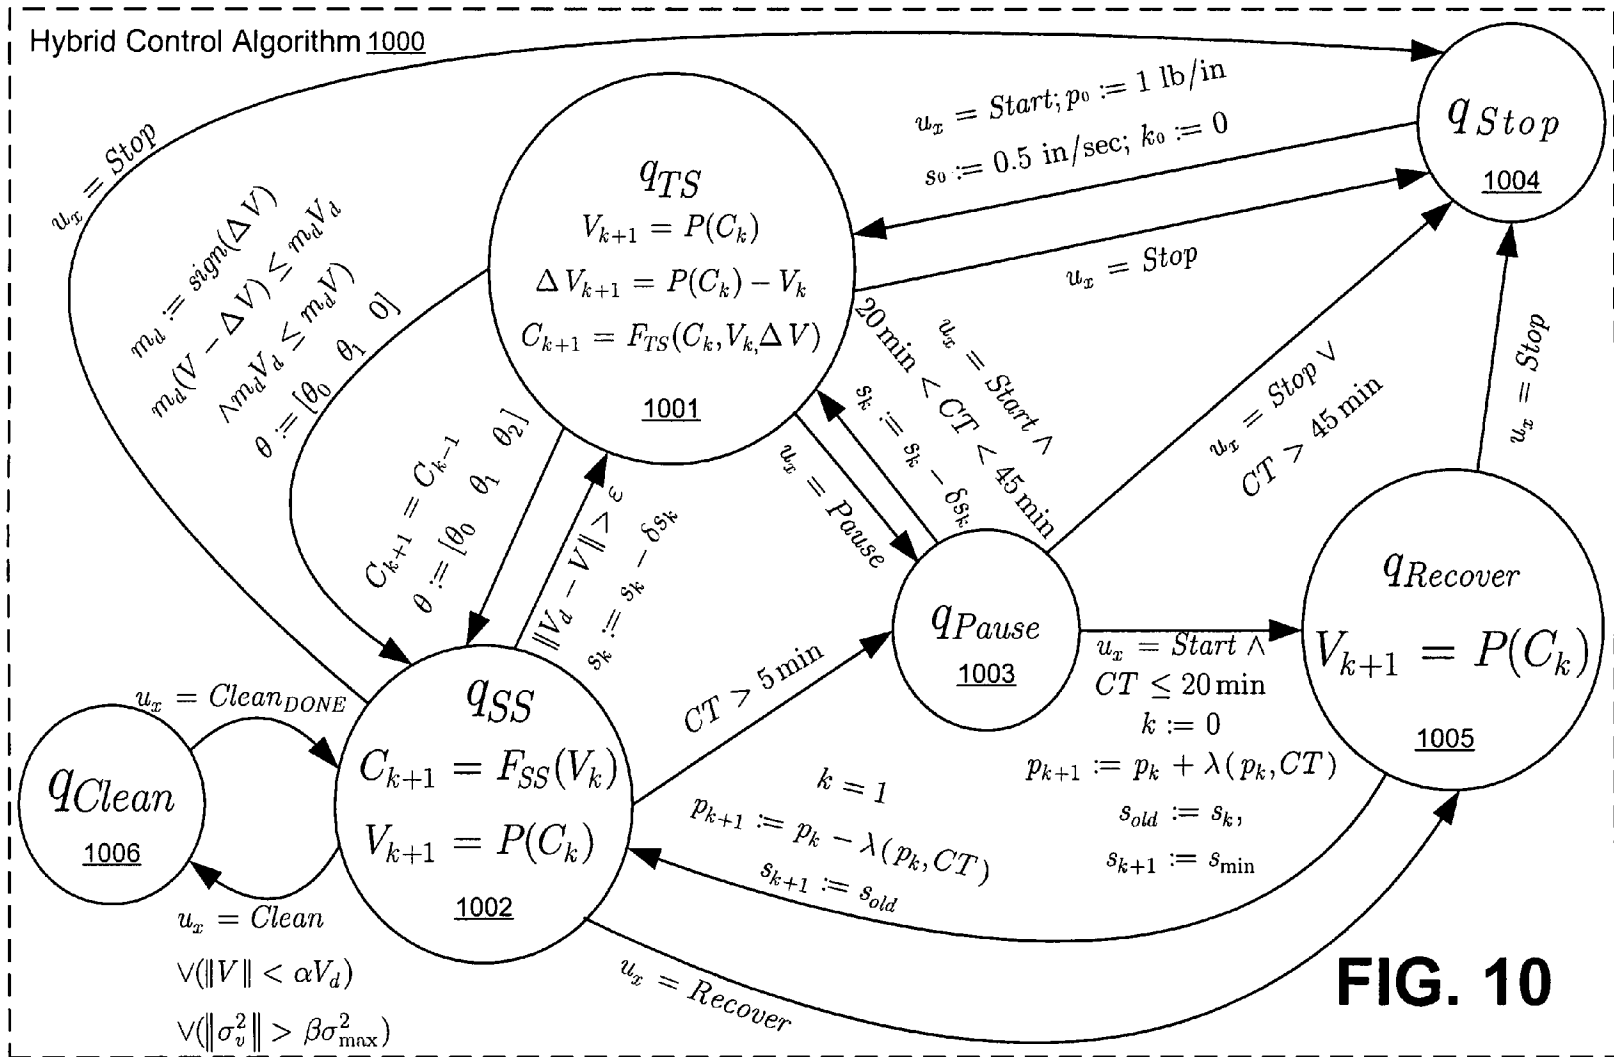 Hybrid Control Algorithm 1000
u_x = Stop
m_d := sign(ΔV)
m_d(V − ΔV) ≤ m_d V_d
∧ m_d V_d ≤ m_d V)
θ := [θ_0 θ_1 0]
q_TS
V_{k+1} = P(C_k)
ΔV_{k+1} = P(C_k) − V_k
C_{k+1} = F_TS(C_k, V_k, ΔV)
1001
u_x = Start; p_0 := 1 lb/in
s_0 := 0.5 in/sec; k_0 := 0
q_Stop
1004
u_x = Stop
u_x = Start ∧
20 min < CT < 45 min
s_k := s_k − δs_k
u_x = Pause
u_x = Stop ∨
CT > 45 min
u_x = Stop
C_{k+1} = C_{k−1}
θ := [θ_0 θ_1 θ_2]
‖V_d − V‖ > ε
s_k := s_k − δs_k
q_Pause
1003
q_Recover
V_{k+1} = P(C_k)
1005
u_x = Start ∧
CT ≤ 20 min
k := 0
p_{k+1} := p_k + λ(p_k, CT)
s_old := s_k,
s_{k+1} := s_min
CT > 5 min
k = 1
p_{k+1} := p_k − λ(p_k, CT)
s_{k+1} := s_old
q_SS
C_{k+1} = F_SS(V_k)
V_{k+1} = P(C_k)
1002
u_x = Clean_DONE
q_Clean
1006
u_x = Clean
∨(‖V‖ < αV_d)
∨(‖σ_v^2‖ > βσ_max^2)
u_x = Recover
FIG. 10